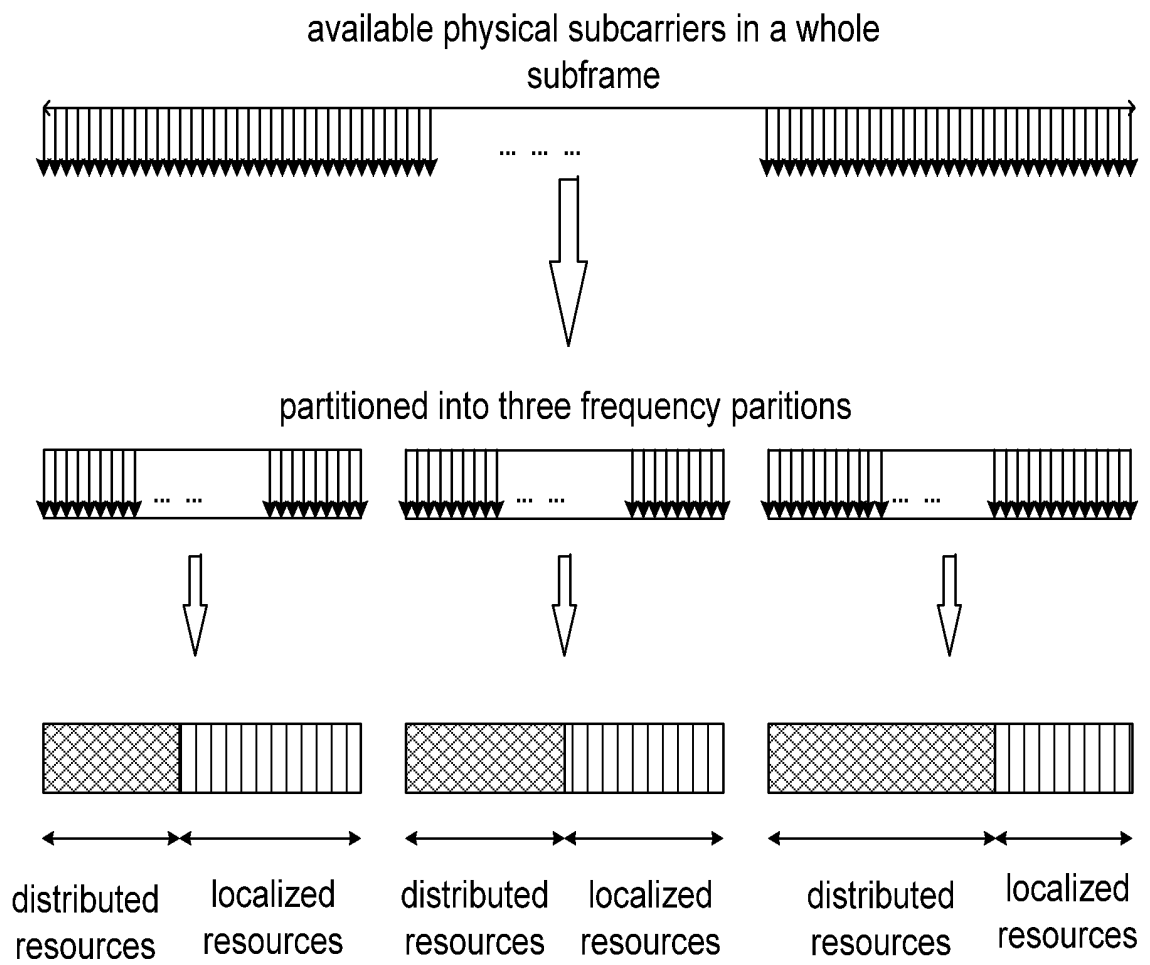 available physical subcarriers in a whole
subframe
... ... ...
partitioned into three frequency paritions
... ... ... ... ... ...
distributed localized distributed localized distributed localized
resources resources resources resources resources resources